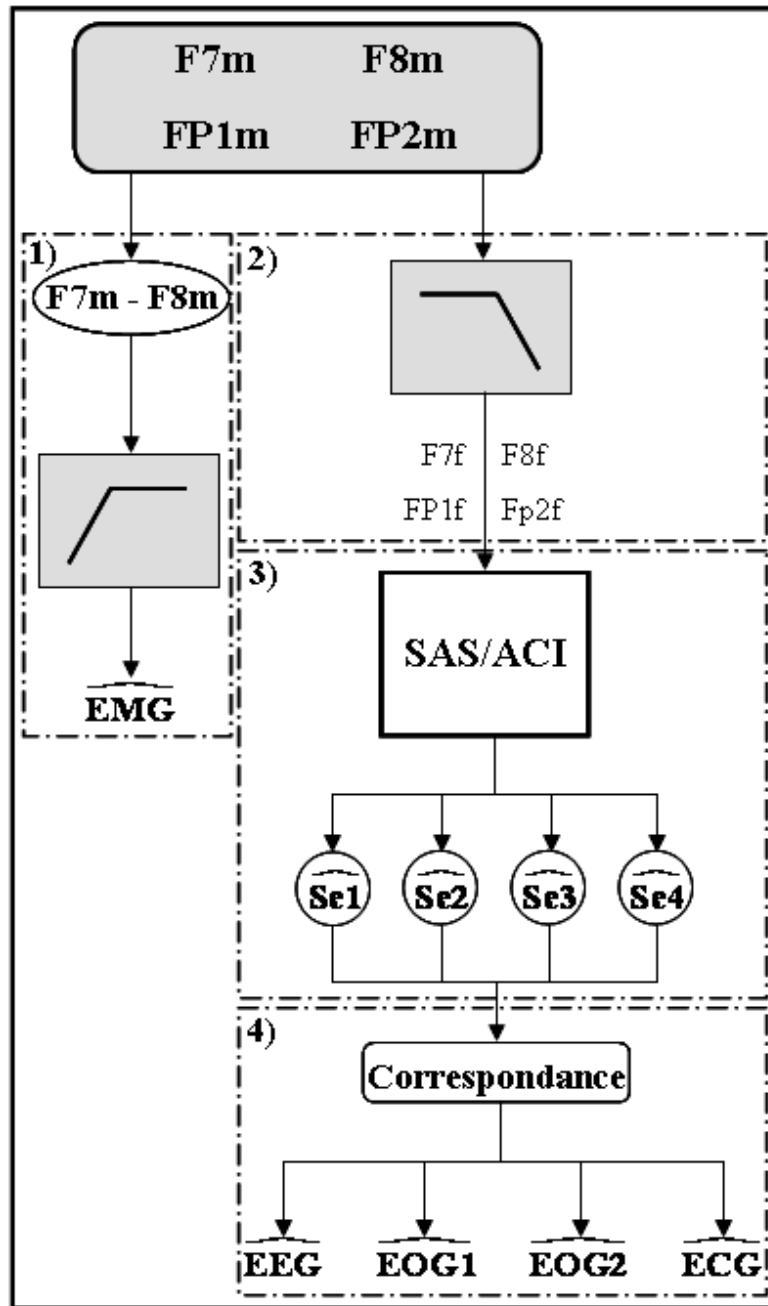 F7m F8m
FP1m FP2m
1)
F7m - F8m
EMG
2)
F7f F8f
FP1f Fp2f
3)
SAS/ACI
Se1 Se2 Se3 Se4
4)
Correspondance
EEG EOG1 EOG2 ECG